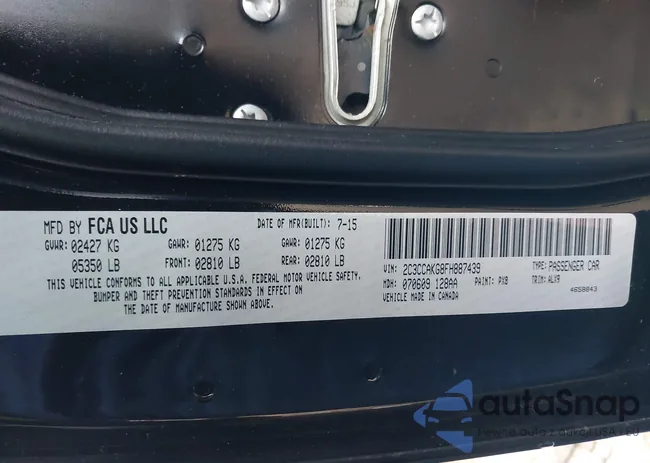 MFD BY FCA US LLC DATE OF MFR(BUILT): 7-15
GVWR: 02427 KG GAWR: 01275 KG GAWR: 01275 KG
05350 LB FRONT: 02810 LB REAR: 02810 LB
THIS VEHICLE CONFORMS TO ALL APPLICABLE U.S.A. FEDERAL MOTOR VEHICLE SAFETY,
BUMPER AND THEFT PREVENTION STANDARDS IN EFFECT ON
THE DATE OF MANUFACTURE SHOWN ABOVE.
VIN: 2C3CCAKG8FH887439 TYPE: PASSENGER CAR
MDH: 070609 128AA PAINT: PX8 TRIM: ALX9
VEHICLE MADE IN CANADA 4658843
autoSnap